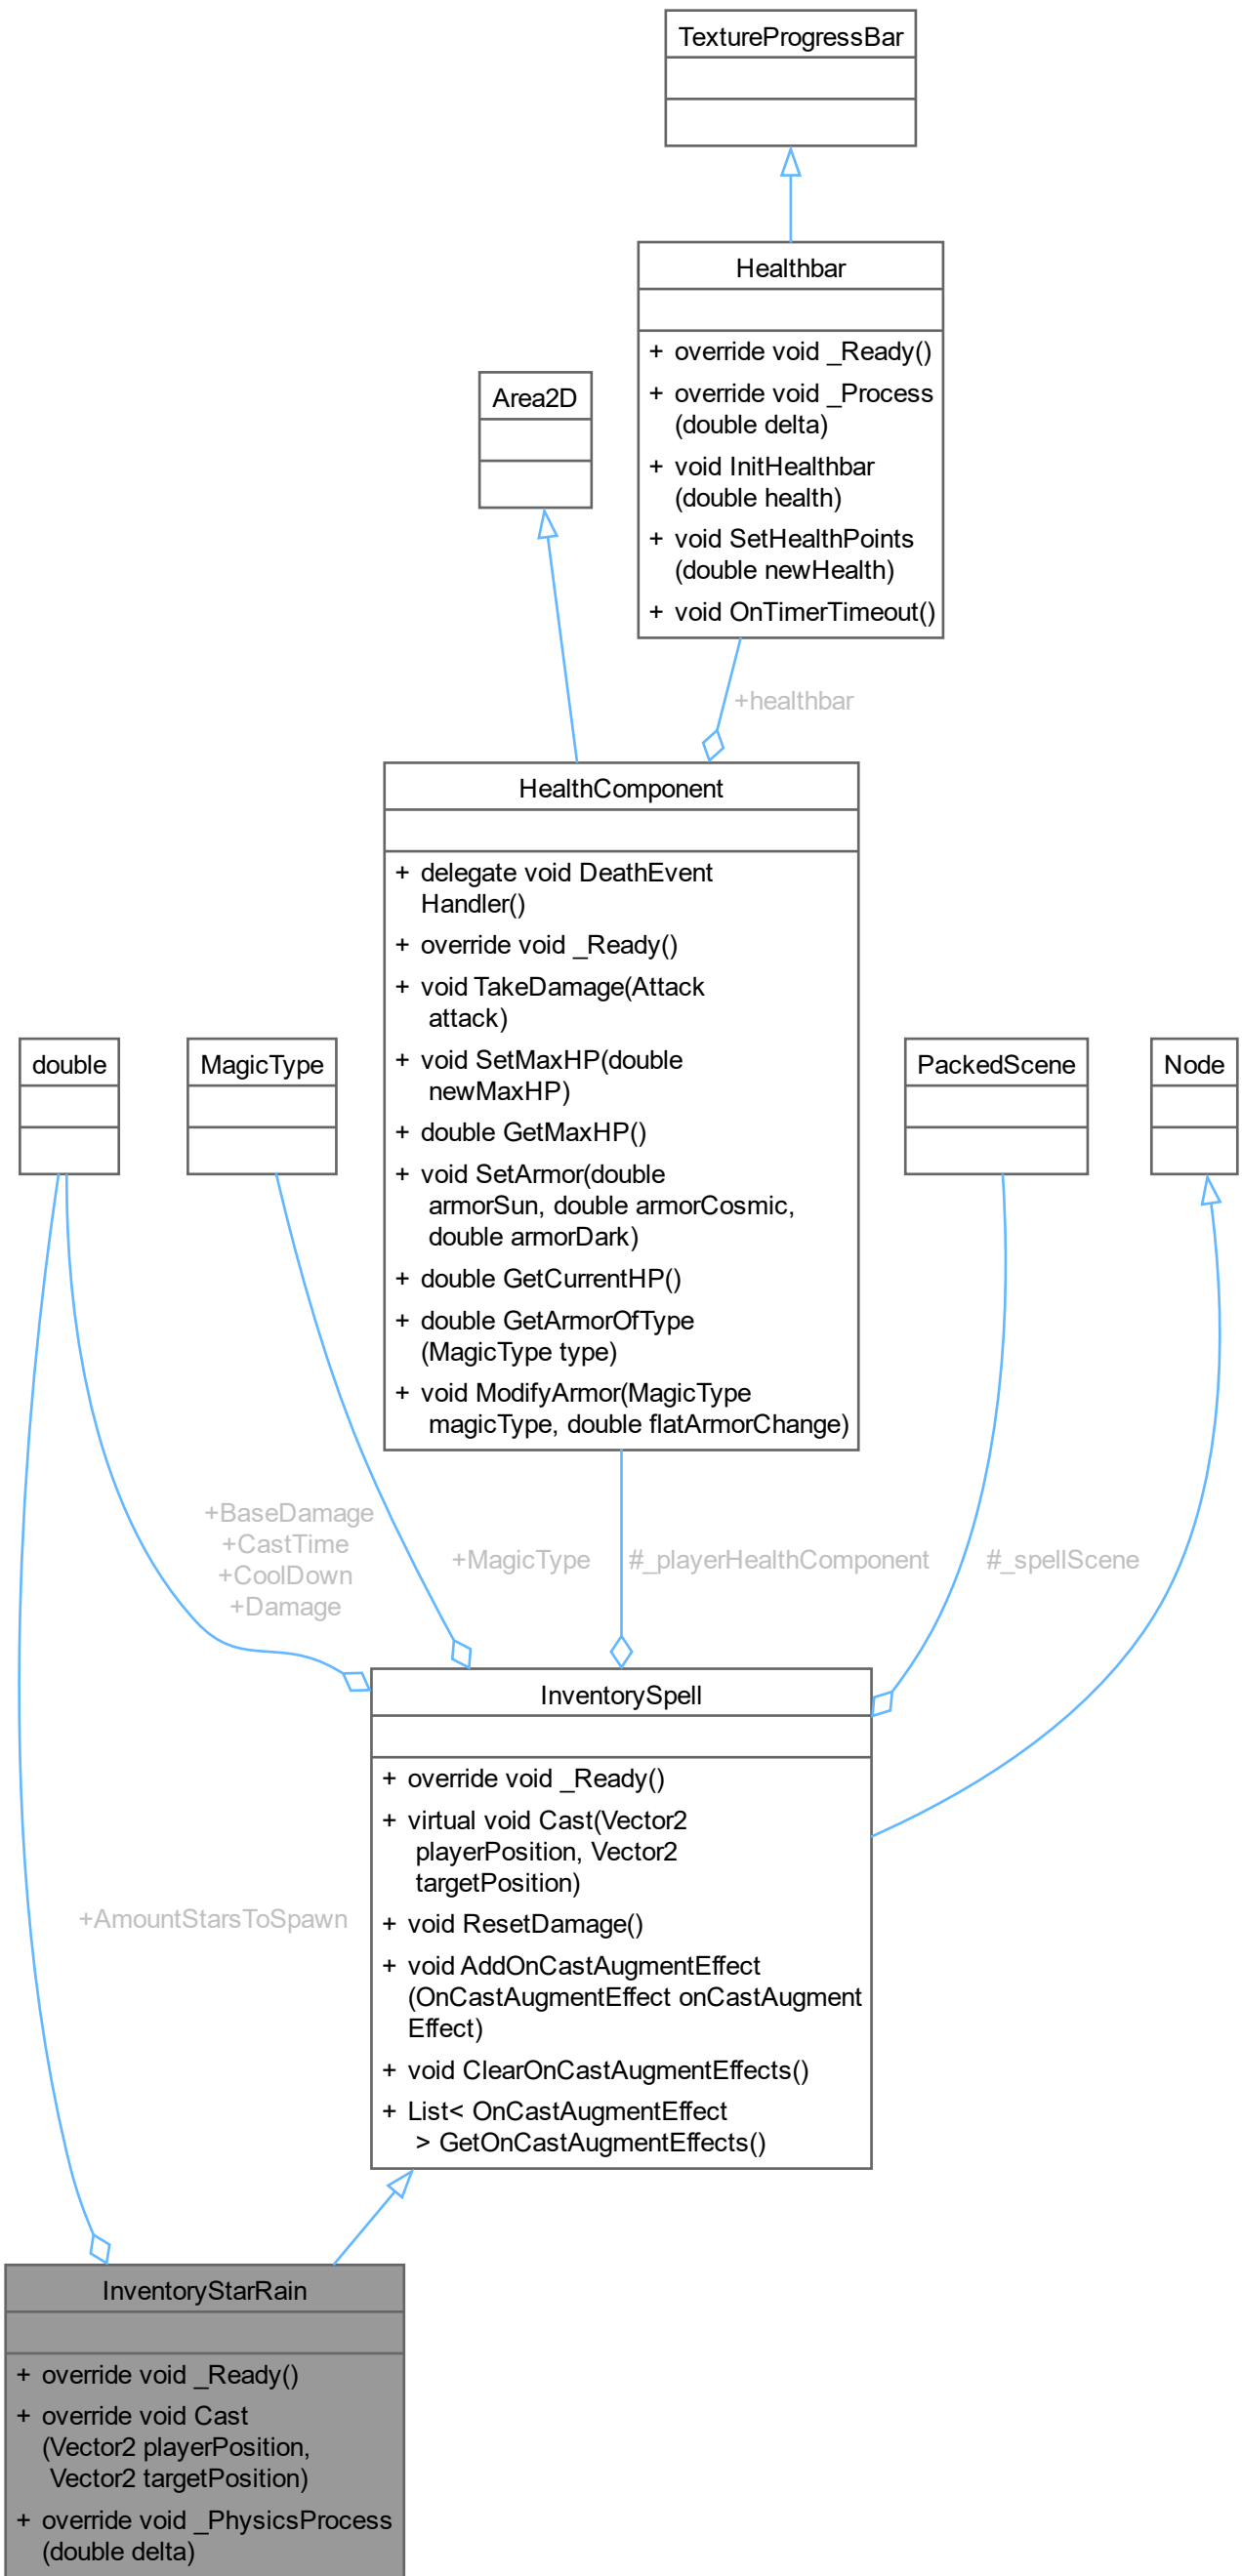 TextureProgressBar
Healthbar
+ override void _Ready()
+ override void _Process
(double delta)
+ void InitHealthbar
(double health)
+ void SetHealthPoints
(double newHealth)
+ void OnTimerTimeout()
Area2D
+healthbar
HealthComponent
+ delegate void DeathEvent
Handler()
+ override void _Ready()
+ void TakeDamage(Attack
attack)
+ void SetMaxHP(double
newMaxHP)
+ double GetMaxHP()
+ void SetArmor(double
armorSun, double armorCosmic,
double armorDark)
+ double GetCurrentHP()
+ double GetArmorOfType
(MagicType type)
+ void ModifyArmor(MagicType
magicType, double flatArmorChange)
double
MagicType
PackedScene
Node
+BaseDamage
+CastTime
+CoolDown
+Damage
+MagicType
#_playerHealthComponent
#_spellScene
InventorySpell
+ override void _Ready()
+ virtual void Cast(Vector2
playerPosition, Vector2
targetPosition)
+ void ResetDamage()
+ void AddOnCastAugmentEffect
(OnCastAugmentEffect onCastAugment
Effect)
+ void ClearOnCastAugmentEffects()
+ List< OnCastAugmentEffect
> GetOnCastAugmentEffects()
+AmountStarsToSpawn
InventoryStarRain
+ override void _Ready()
+ override void Cast
(Vector2 playerPosition,
Vector2 targetPosition)
+ override void _PhysicsProcess
(double delta)